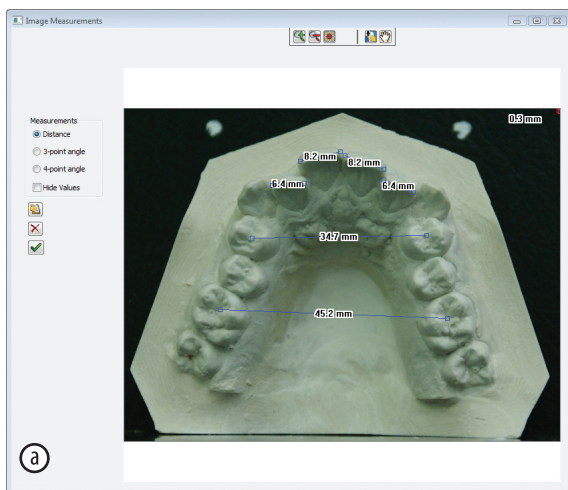 Image Measurements
Measurements
Distance
3-point angle
4-point angle
Hide Values
0.3 mm
8.2 mm
8.2 mm
6.4 mm
6.4 mm
34.7 mm
45.2 mm
a